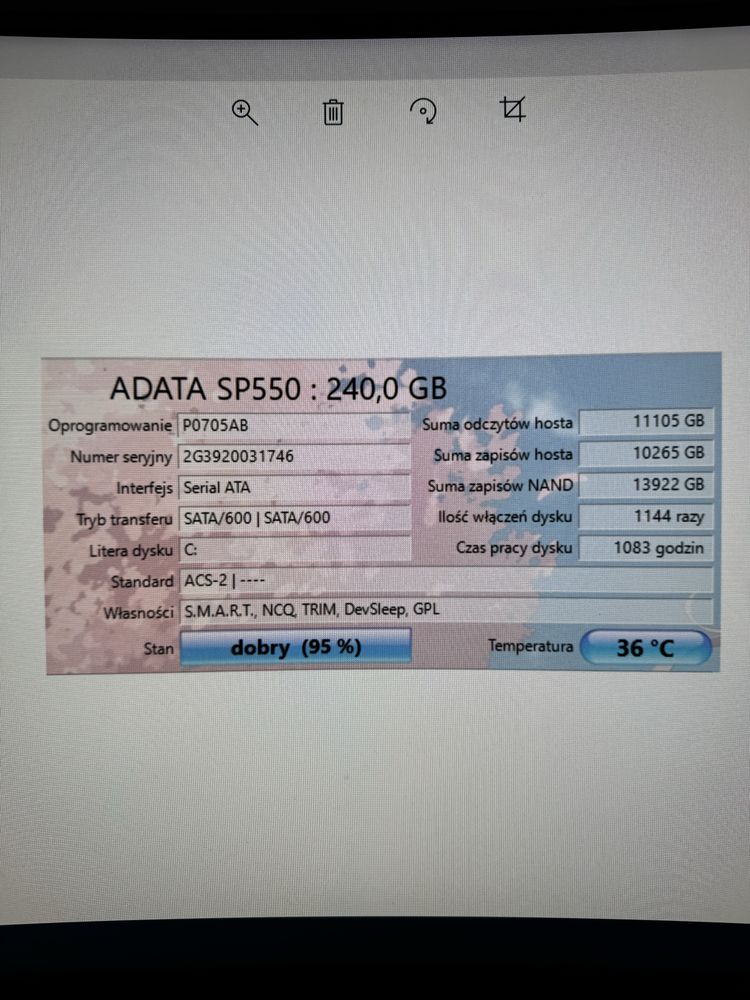 ADATA SP550 : 240,0 GB
Oprogramowanie P0705AB Suma odczytów hosta 11105 GB
Numer seryjny 2G3920031746 Suma zapisów hosta 10265 GB
Interfejs Serial ATA Suma zapisów NAND 13922 GB
Tryb transferu SATA/600 | SATA/600 Ilość włączeń dysku 1144 razy
Litera dysku C: Czas pracy dysku 1083 godzin
Standard ACS-2 | ----
Własności S.M.A.R.T., NCQ, TRIM, DevSleep, GPL
Stan dobry (95 %) Temperatura 36 °C